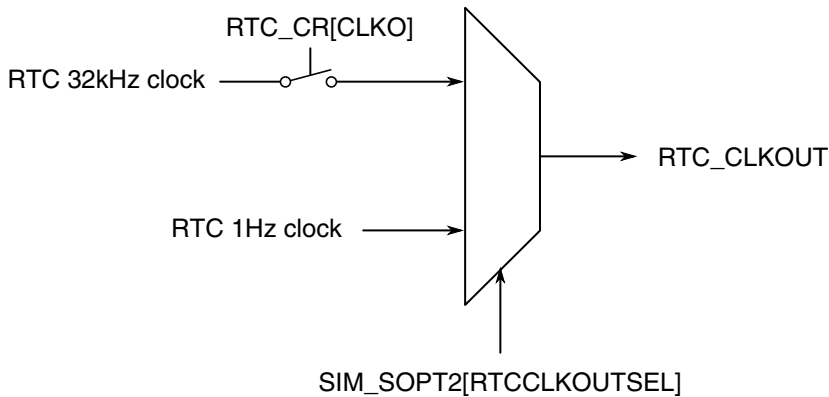 RTC_CR[CLKO]
RTC 32kHz clock
RTC_CLKOUT
RTC 1Hz clock
SIM_SOPT2[RTCCLKOUTSEL]